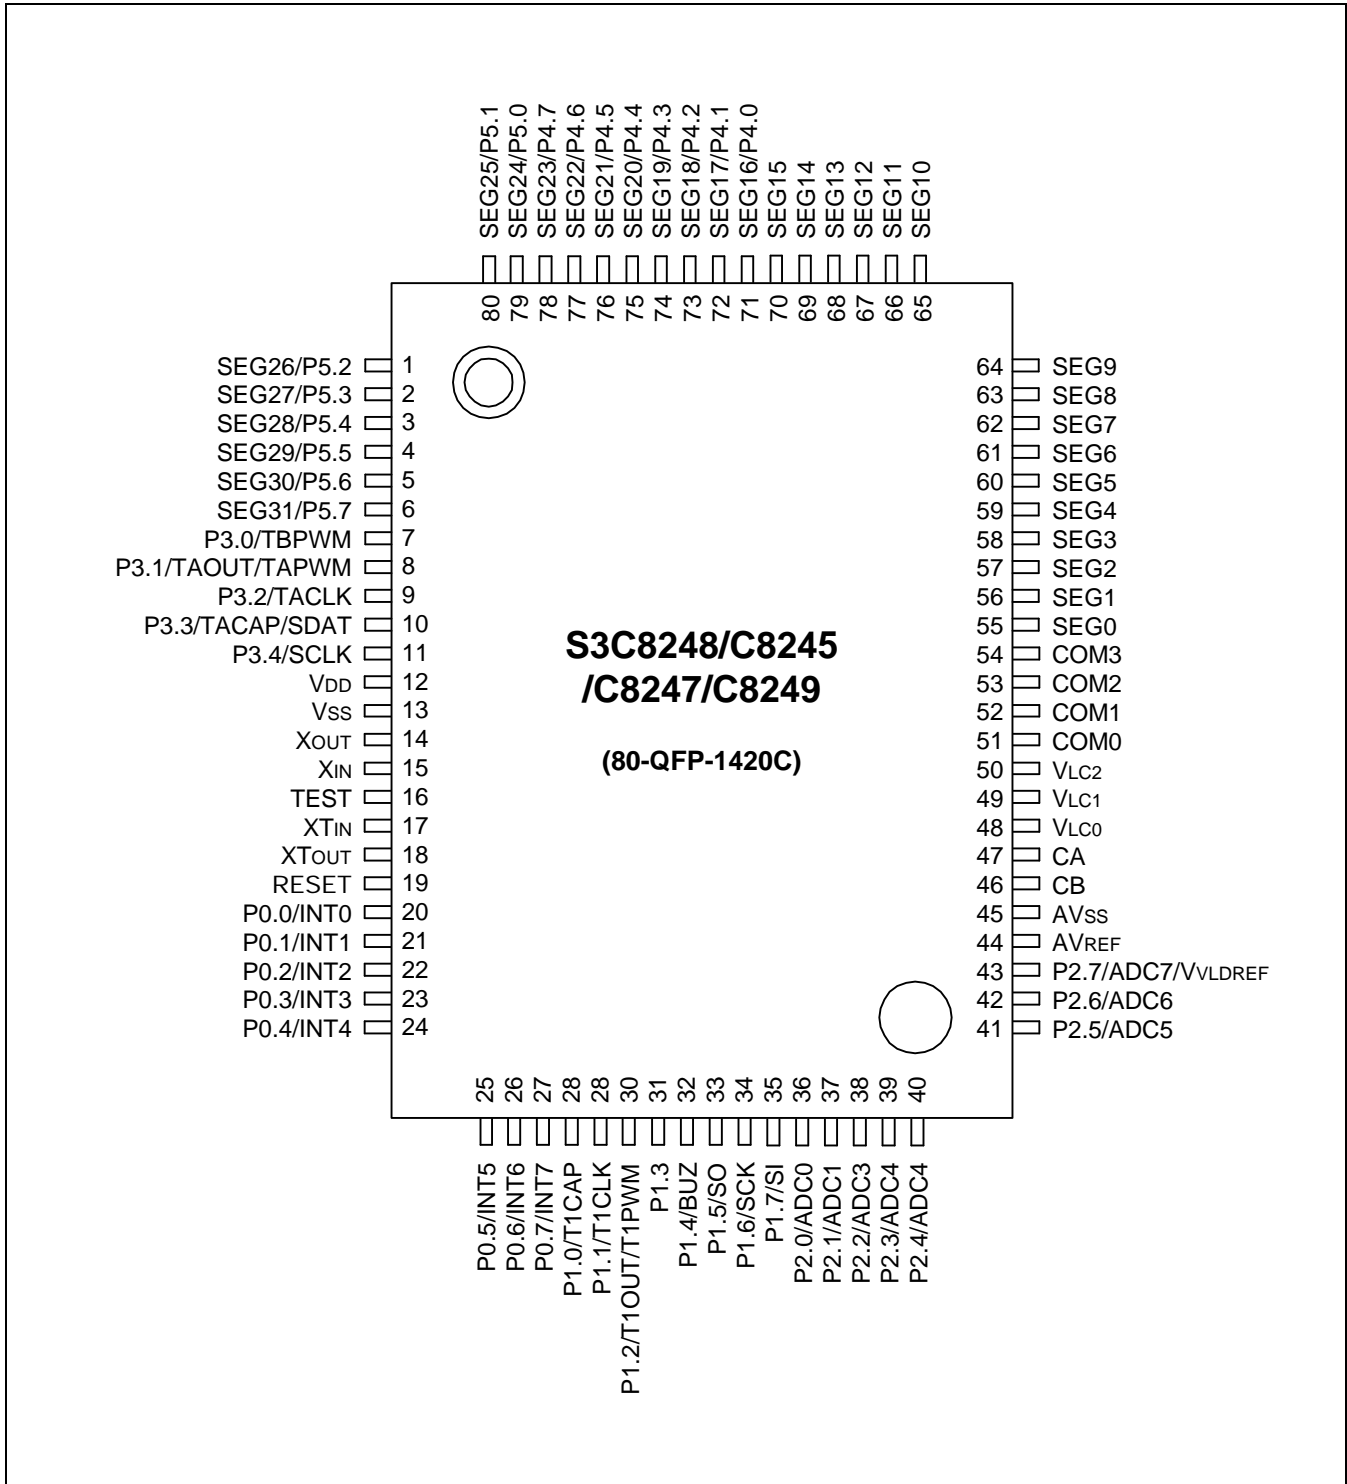 SEG25/P5.1
SEG24/P5.0
SEG23/P4.7
SEG22/P4.6
SEG21/P4.5
SEG20/P4.4
SEG19/P4.3
SEG18/P4.2
SEG17/P4.1
SEG16/P4.0
SEG15
SEG14
SEG13
SEG12
SEG11
SEG10
80
79
78
77
76
75
74
73
72
71
70
69
68
67
66
65
SEG26/P5.2 1
SEG27/P5.3 2
SEG28/P5.4 3
SEG29/P5.5 4
SEG30/P5.6 5
SEG31/P5.7 6
P3.0/TBPWM 7
P3.1/TAOUT/TAPWM 8
P3.2/TACLK 9
P3.3/TACAP/SDAT 10
P3.4/SCLK 11
VDD 12
VSS 13
XOUT 14
XIN 15
TEST 16
XTIN 17
XTOUT 18
RESET 19
P0.0/INT0 20
P0.1/INT1 21
P0.2/INT2 22
P0.3/INT3 23
P0.4/INT4 24
S3C8248/C8245
/C8247/C8249
(80-QFP-1420C)
64 SEG9
63 SEG8
62 SEG7
61 SEG6
60 SEG5
59 SEG4
58 SEG3
57 SEG2
56 SEG1
55 SEG0
54 COM3
53 COM2
52 COM1
51 COM0
50 VLC2
49 VLC1
48 VLC0
47 CA
46 CB
45 AVSS
44 AVREF
43 P2.7/ADC7/VVLDREF
42 P2.6/ADC6
41 P2.5/ADC5
25
26
27
28
28
30
31
32
33
34
35
36
37
38
39
40
P0.5/INT5
P0.6/INT6
P0.7/INT7
P1.0/T1CAP
P1.1/T1CLK
P1.2/T1OUT/T1PWM
P1.3
P1.4/BUZ
P1.5/SO
P1.6/SCK
P1.7/SI
P2.0/ADC0
P2.1/ADC1
P2.2/ADC3
P2.3/ADC4
P2.4/ADC4